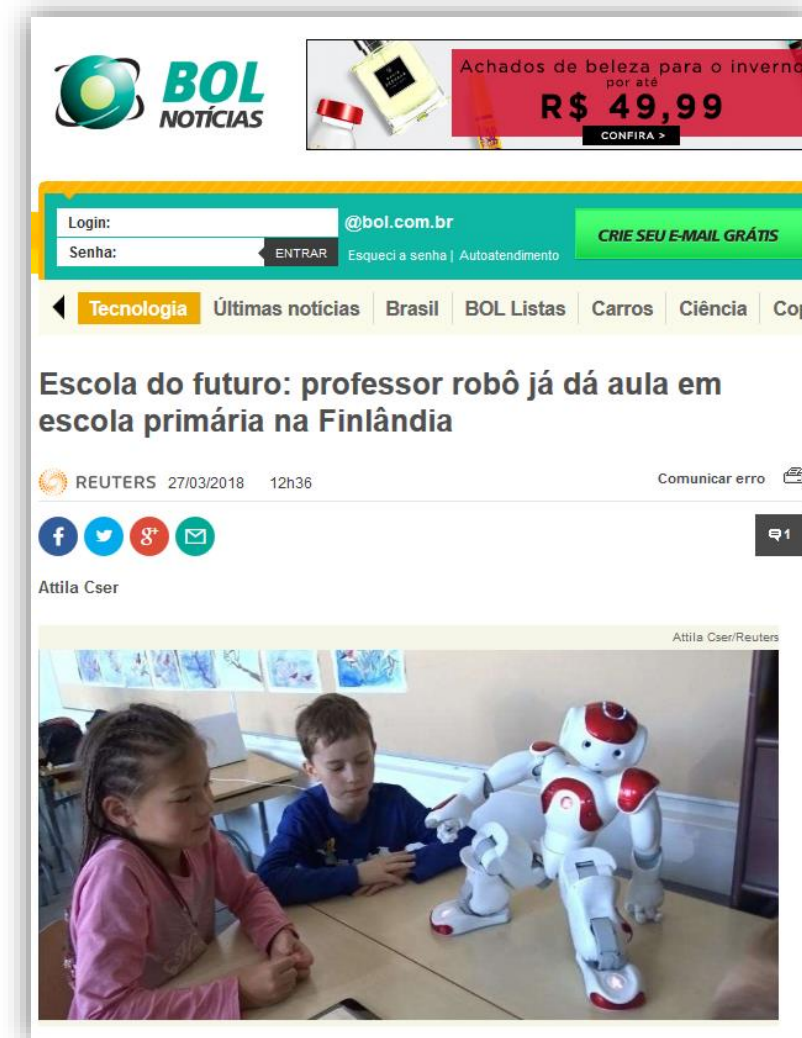 BOL
NOTÍCIAS
Achados de beleza para o inverno
por até
R$ 49,99
CONFIRA >
Login:
@bol.com.br
Senha:
ENTRAR
Esqueci a senha | Autoatendimento
CRIE SEU E-MAIL GRÁTIS
Tecnologia Últimas notícias Brasil BOL Listas Carros Ciência
Escola do futuro: professor robô já dá aula em
escola primária na Finlândia
REUTERS 27/03/2018 12h36
Comunicar erro
1
Attila Cser
Attila Cser/Reuters